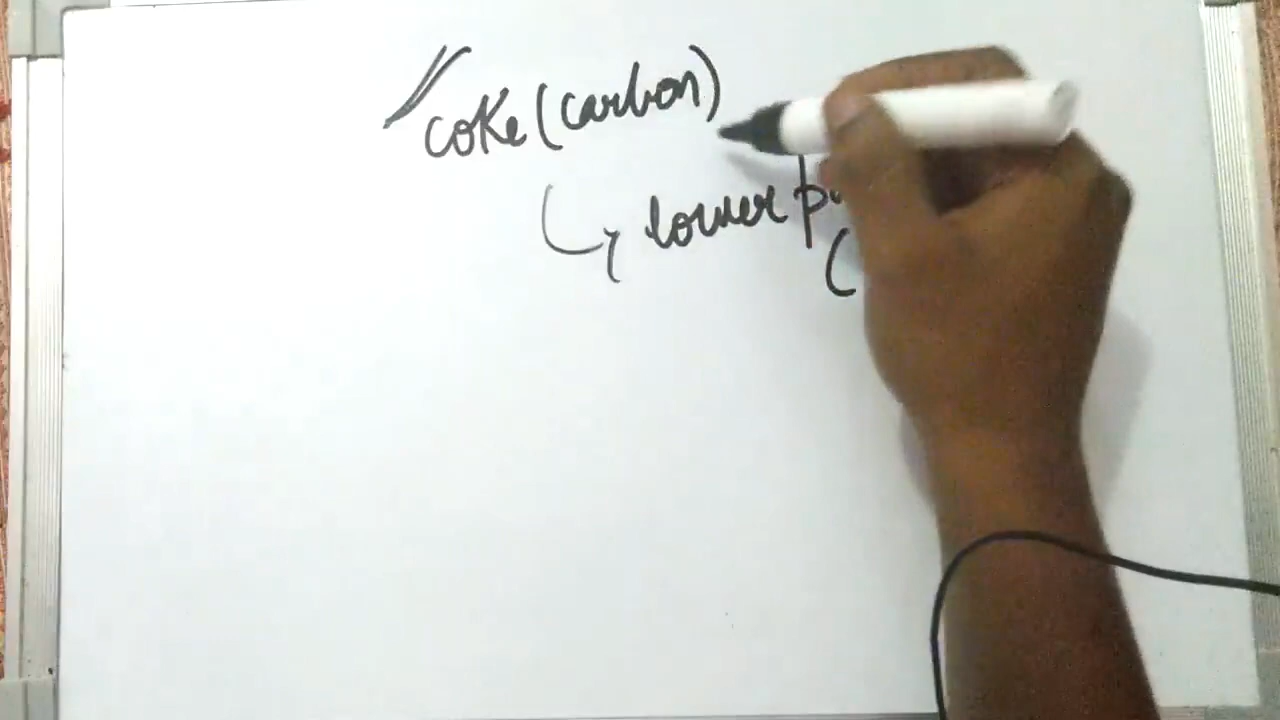 coke (carbon)
↳ lower
(